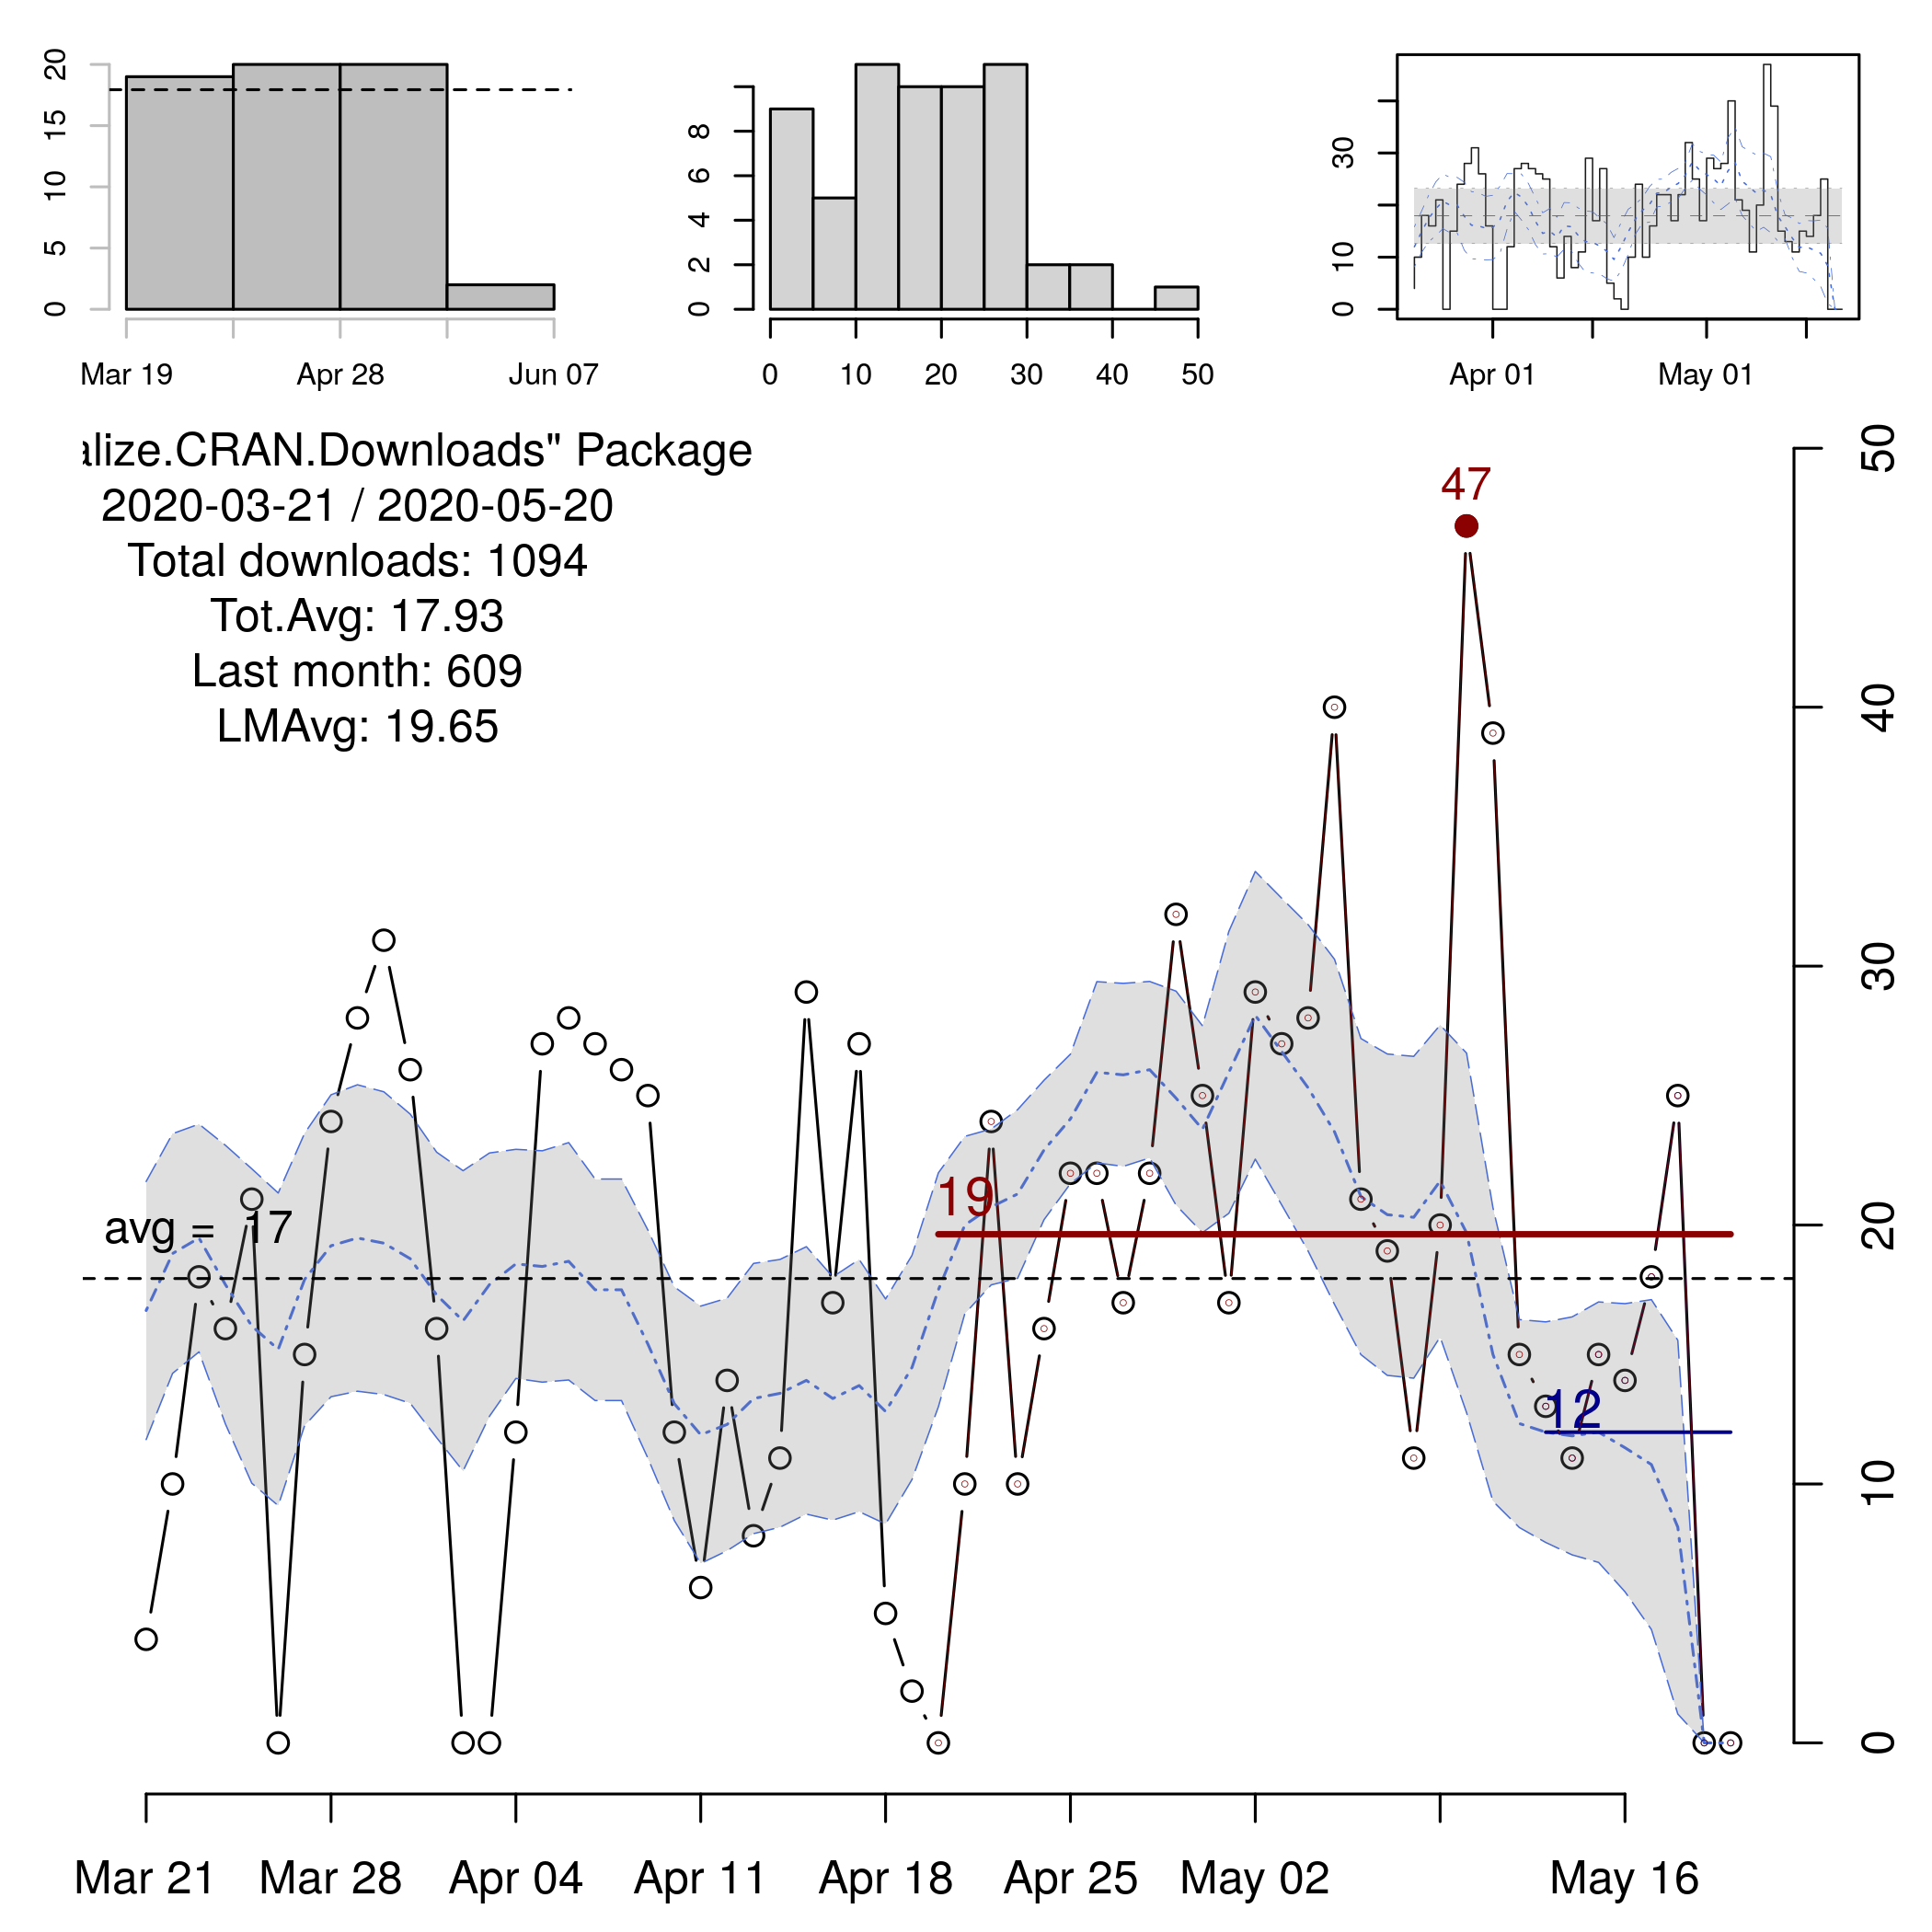 20
15
10
5
0
Mar 19 Apr 28 Jun 07
8
6
4
2
0
0 10 20 30 40 50
30
10
0
Apr 01 May 01
alize.CRAN.Downloads" Package
2020-03-21 / 2020-05-20
Total downloads: 1094
Tot.Avg: 17.93
Last month: 609
LMAvg: 19.65
47
19
avg = 17
12
50
40
30
20
10
0
Mar 21 Mar 28 Apr 04 Apr 11 Apr 18 Apr 25 May 02 May 16